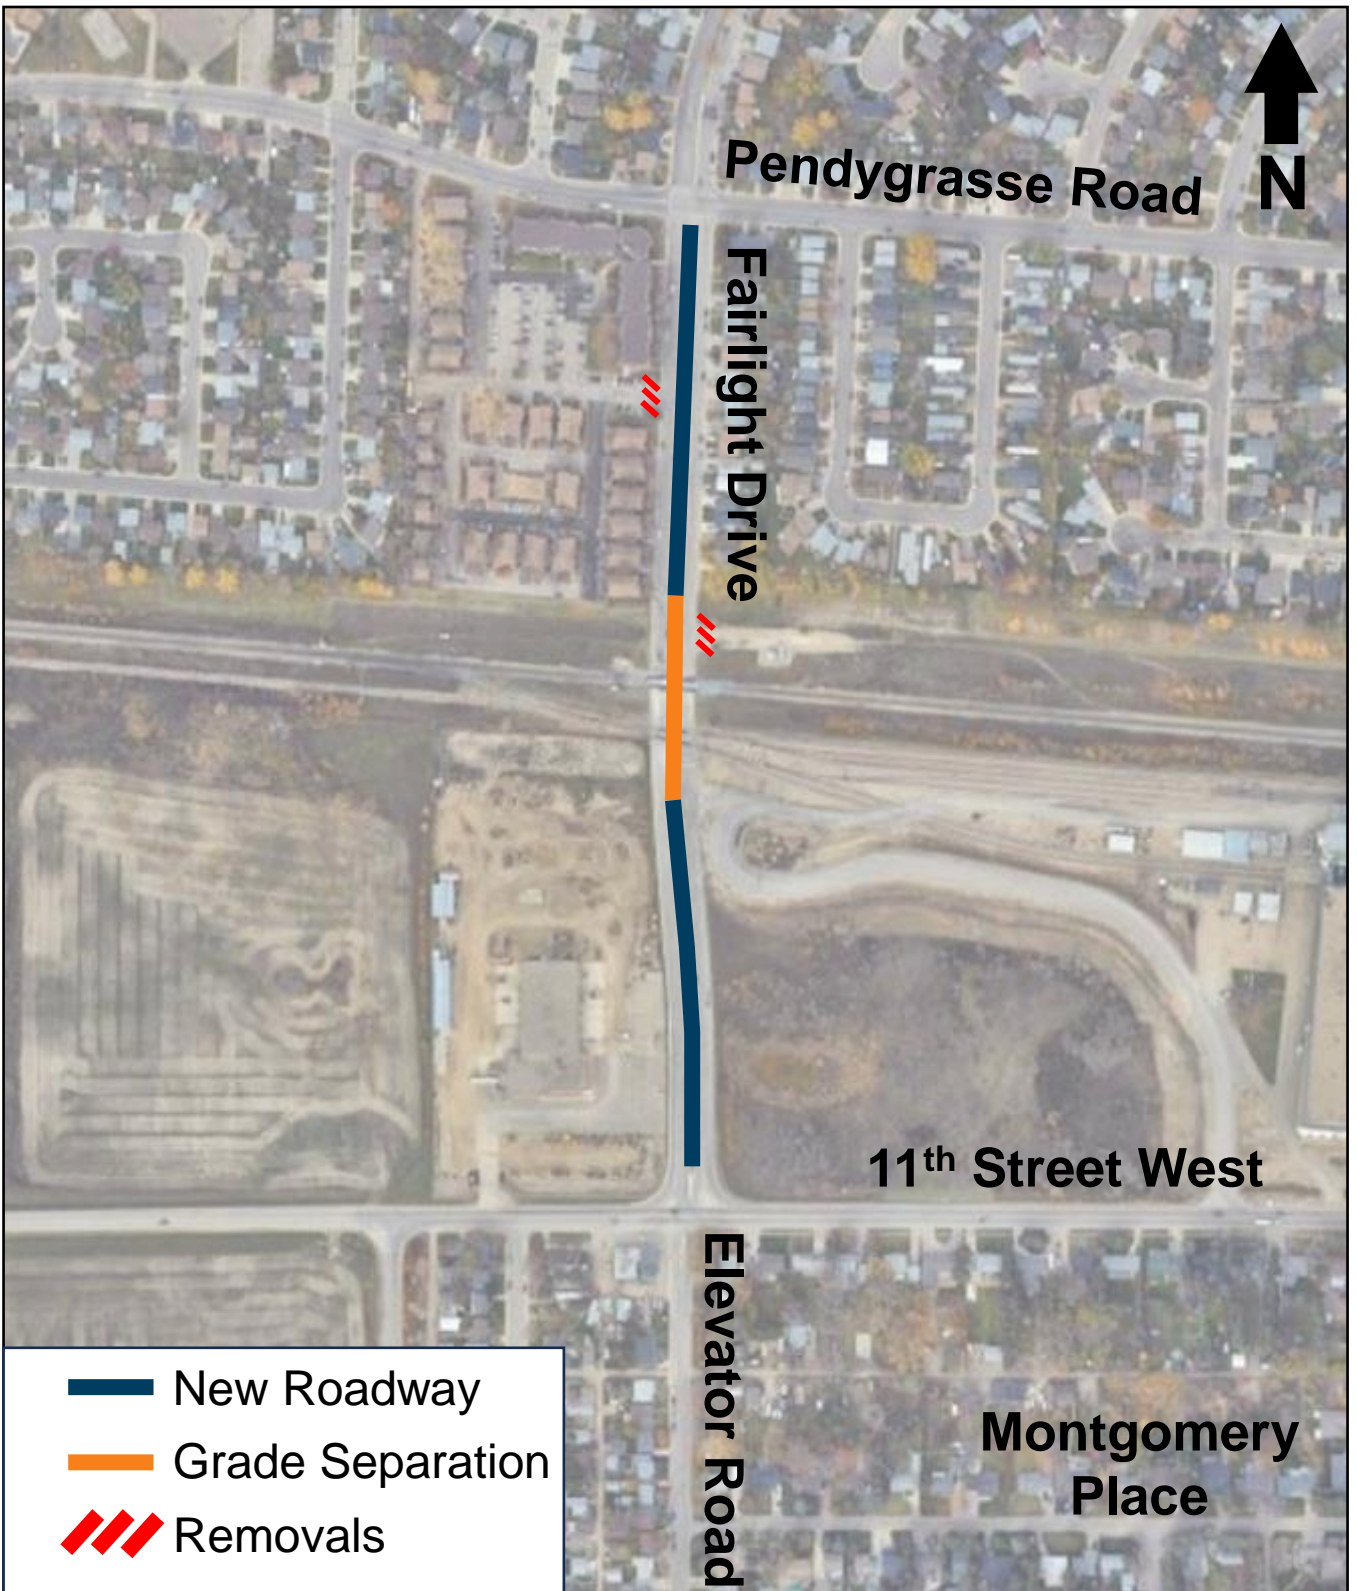 N
Pendygrasse Road
Fairlight Drive
11th Street West
Elevator Road
Montgomery
Place
New Roadway
Grade Separation
Removals